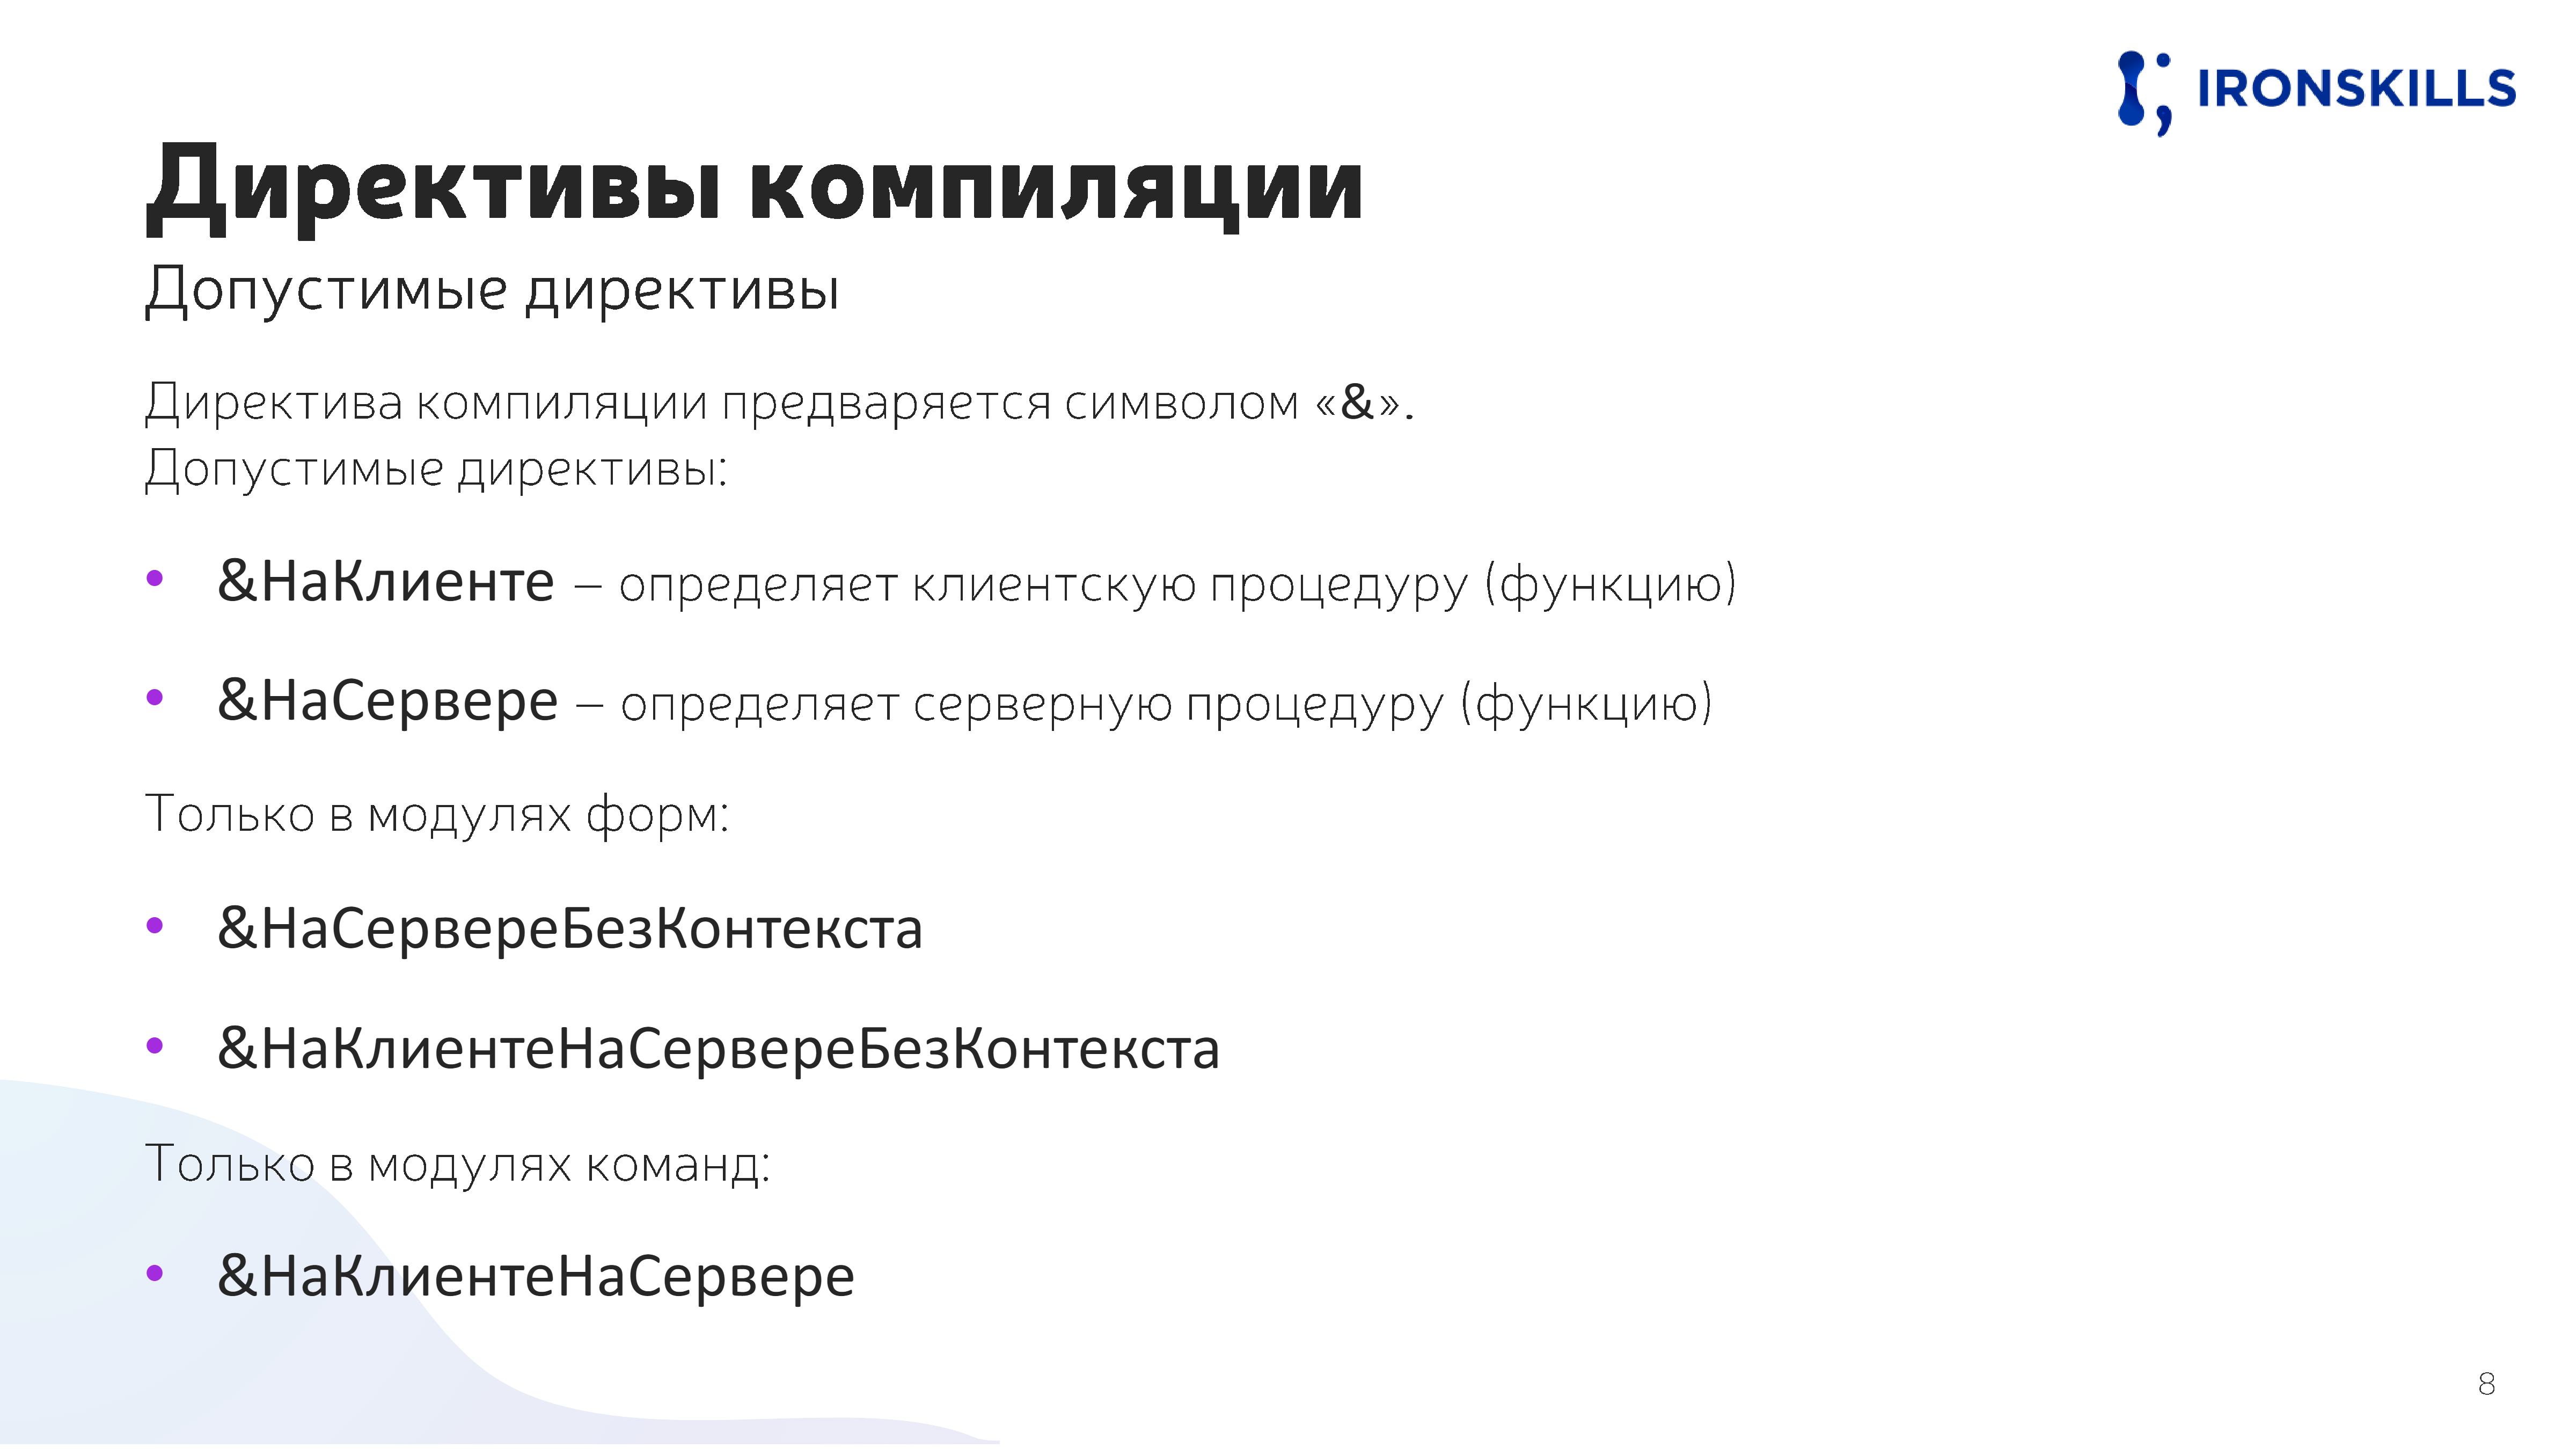 IRONSKILLS
Директивы компиляции
Допустимые директивы
Директива компиляции предваряется символом «&».
Допустимые директивы:
• &НаКлиенте – определяет клиентскую процедуру (функцию)
• &НаСервере – определяет серверную процедуру (функцию)
Только в модулях форм:
• &НаСервереБезКонтекста
• &НаКлиентеНаСервереБезКонтекста
Только в модулях команд:
• &НаКлиентеНаСервере
8